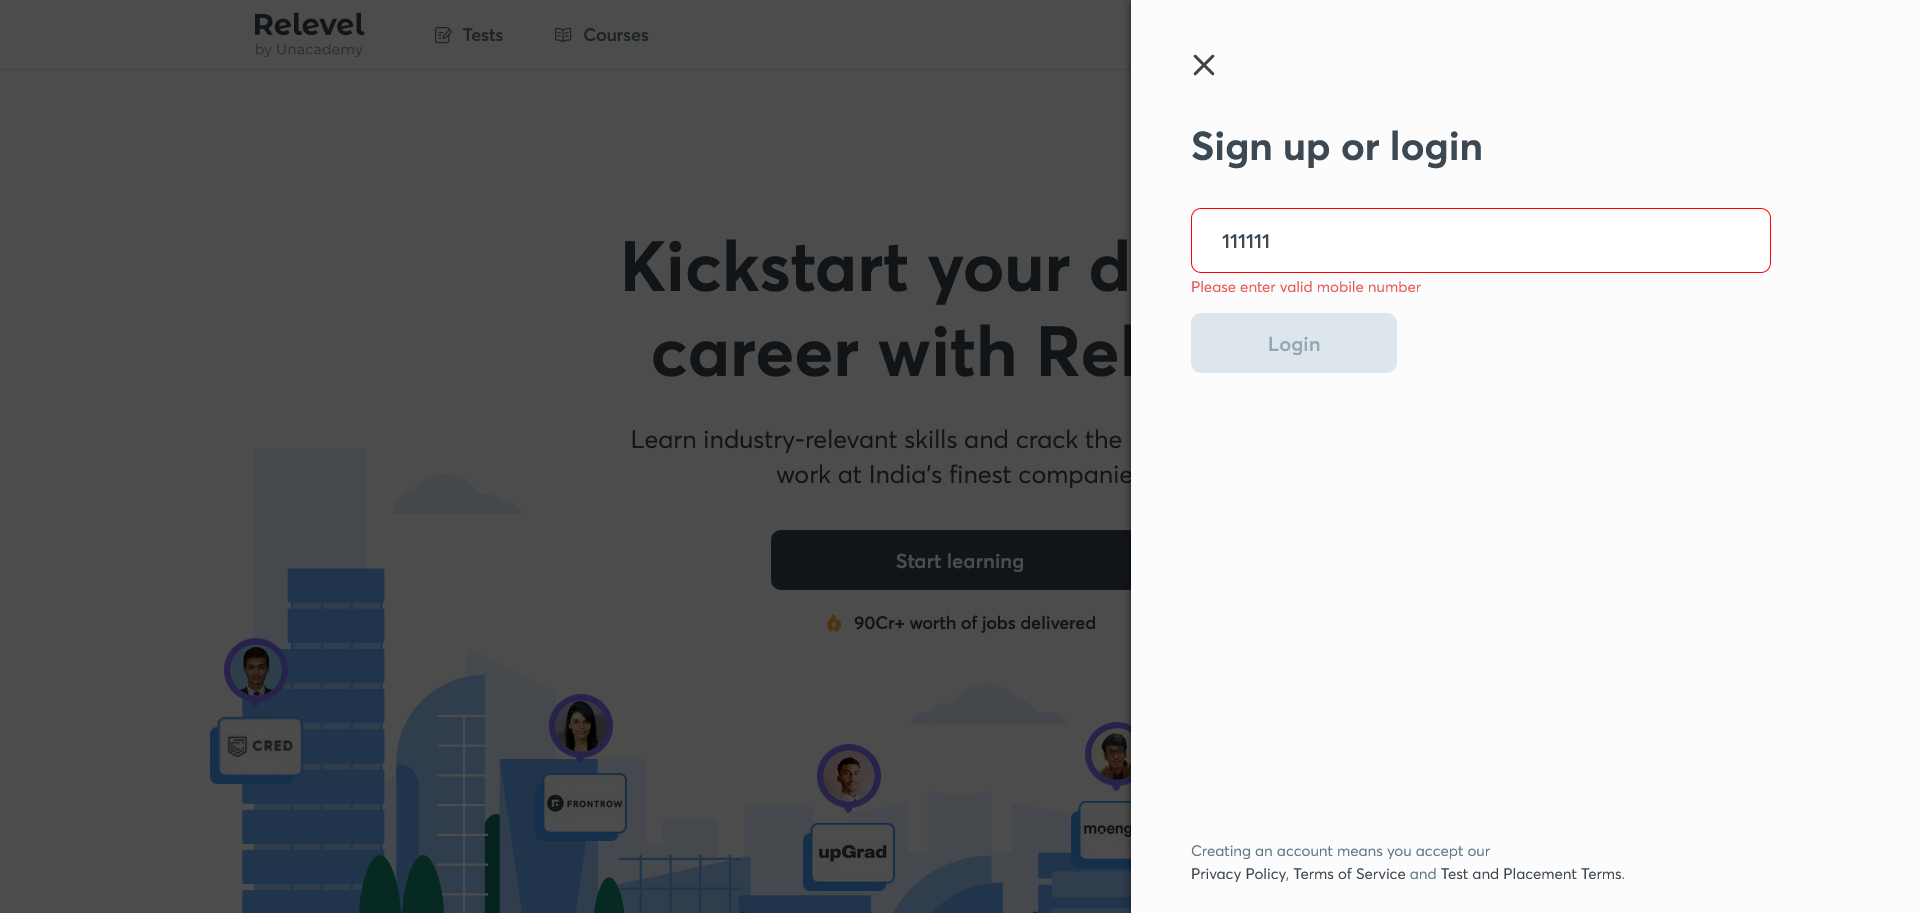 Relevel
by Unacademy
Tests
Courses
Kickstart your d
career with Rel
Learn industry-relevant skills and crack the
work at India's finest companie
Start learning
90Cr+ worth of jobs delivered
CRED
FRONTROW
upGrad
moeng
Sign up or login
111111
Please enter valid mobile number
Login
Creating an account means you accept our
Privacy Policy, Terms of Service and Test and Placement Terms.